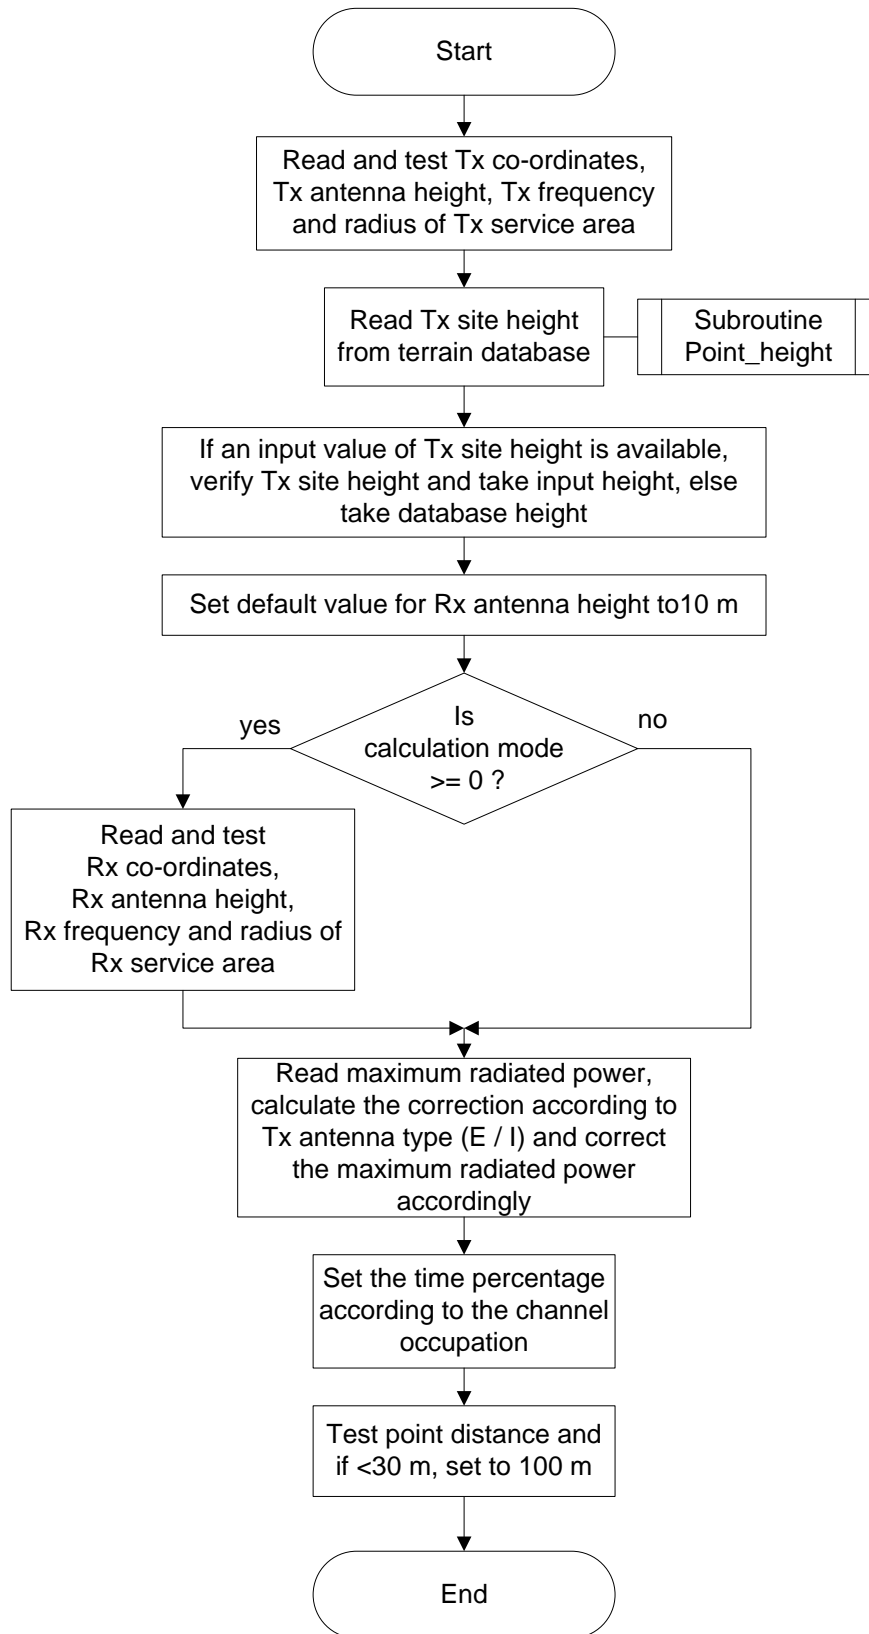 Start
Read and test Tx co-ordinates,
Tx antenna height, Tx frequency
and radius of Tx service area
Read Tx site height
from terrain database
Subroutine
Point_height
If an input value of Tx site height is available,
verify Tx site height and take input height, else
take database height
Set default value for Rx antenna height to10 m
Is
calculation mode
>= 0 ?
yes
no
Read and test
Rx co-ordinates,
Rx antenna height,
Rx frequency and radius of
Rx service area
Read maximum radiated power,
calculate the correction according to
Tx antenna type (E / I) and correct
the maximum radiated power
accordingly
Set the time percentage
according to the channel
occupation
Test point distance and
if <30 m, set to 100 m
End